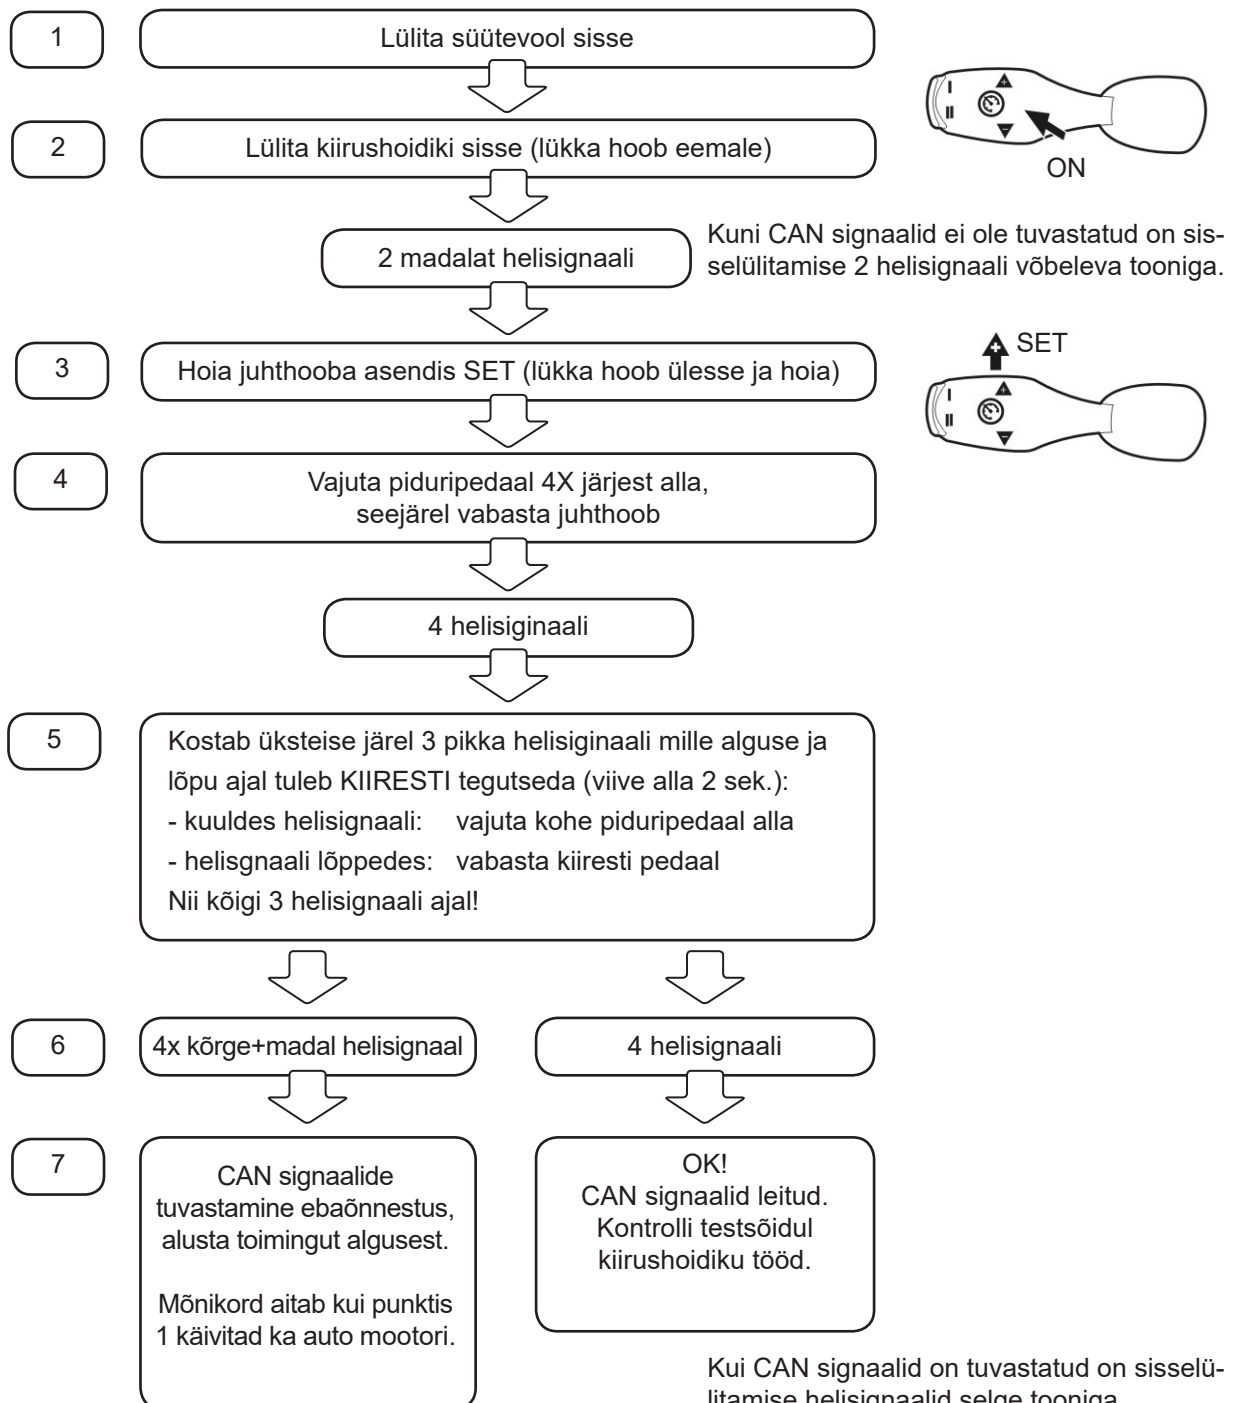 1
Lülita süütevool sisse
2
Lülita kiirushoidiki sisse (lükka hoob eemale)
I
II
ON
2 madalat helisignaali
Kuni CAN signaalid ei ole tuvastatud on sis-
selülitamise 2 helisignaali võbeleva tooniga.
3
Hoia juhthooba asendis SET (lükka hoob ülesse ja hoia)
SET
I
II
4
Vajuta piduripedaal 4X järjest alla,
seejärel vabasta juhthoob
4 helisiginaali
5
Kostab üksteise järel 3 pikka helisiginaali mille alguse ja
lõpu ajal tuleb KIIRESTI tegutseda (viive alla 2 sek.):
- kuuldes helisignaali: vajuta kohe piduripedaal alla
- helisgnaali lõppedes: vabasta kiiresti pedaal
Nii kõigi 3 helisignaali ajal!
6
4x kõrge+madal helisignaal
4 helisignaali
7
CAN signaalide
tuvastamine ebaõnnestus,
alusta toimingut algusest.
Mõnikord aitab kui punktis
1 käivitad ka auto mootori.
OK!
CAN signaalid leitud.
Kontrolli testsõidul
kiirushoidiku tööd.
Kui CAN signaalid on tuvastatud on sisselü-
litamise helisignaalid selge tooniga